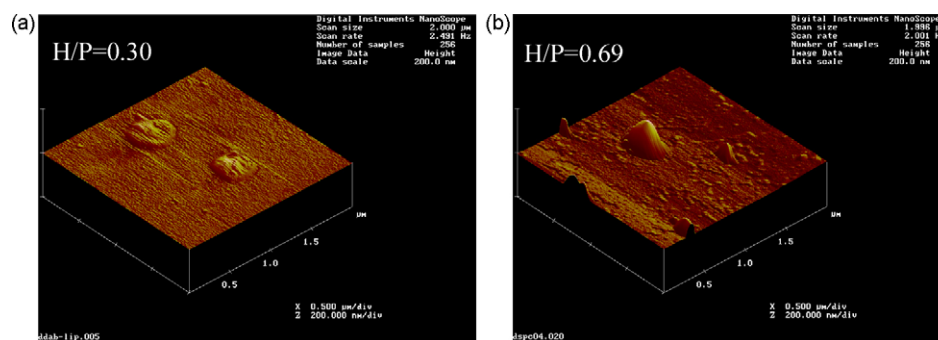 (a)
Digital Instruments NanoScope
Scan size 2.000 µm
Scan rate 2.491 Hz
Number of samples 256
Image Data Height
Data scale 200.0 nm
H/P=0.30
µm
1.5
1.0
0.5
X 0.500 µm/div
Z 200.000 nm/div
ddab-lip.005
(b)
Digital Instruments NanoScope
Scan size 1.996 µm
Scan rate 2.001 Hz
Number of samples 256
Image Data Height
Data scale 200.0 nm
H/P=0.69
µm
1.5
1.0
0.5
X 0.500 µm/div
Z 200.000 nm/div
dspc04.020